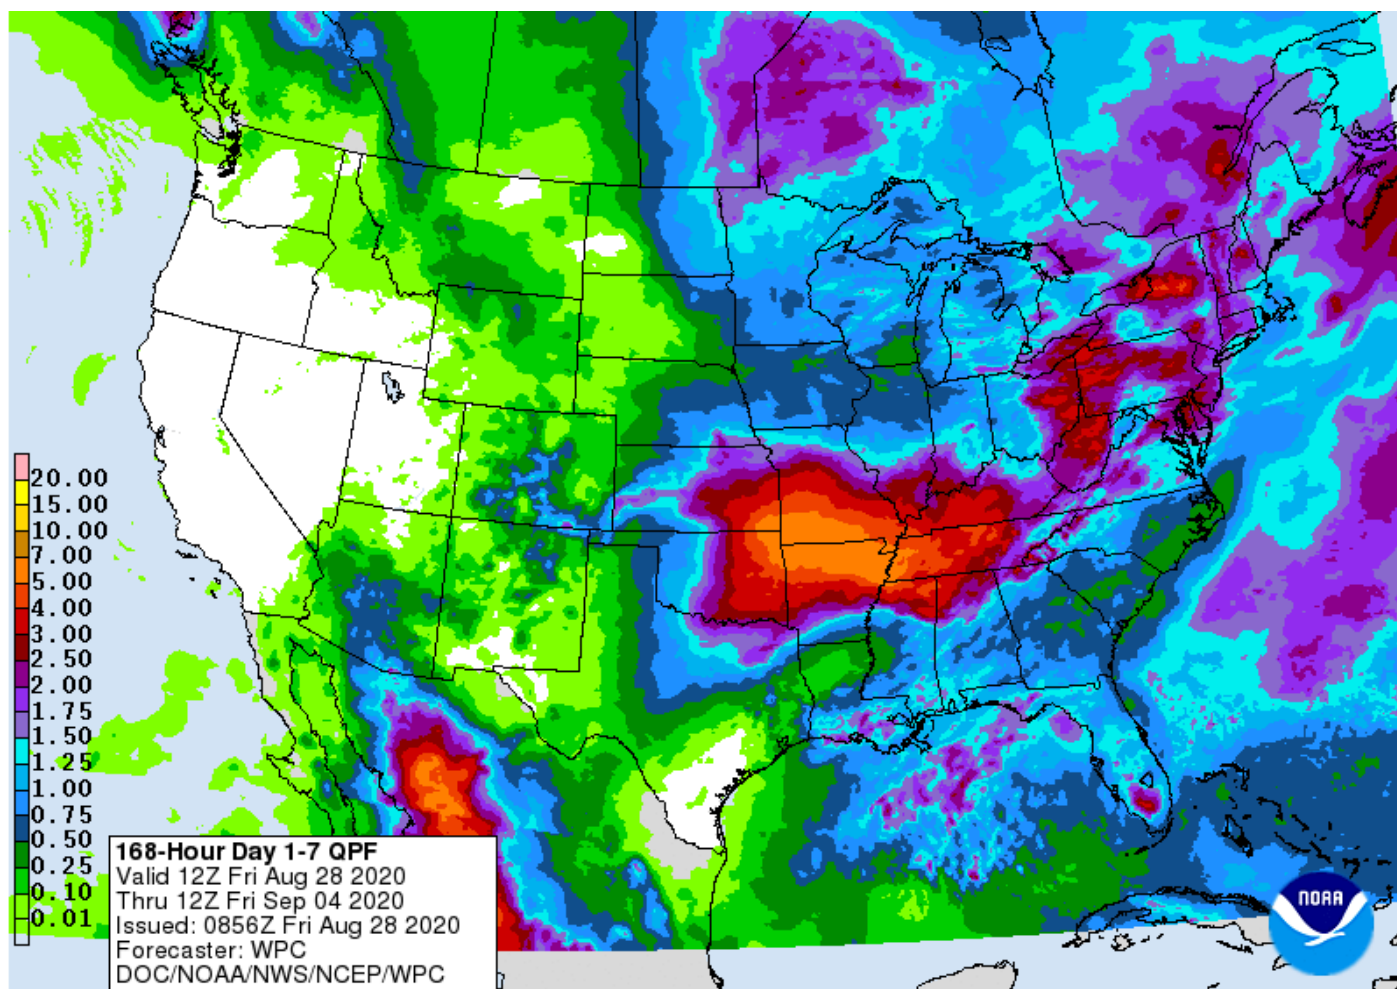 20.00
15.00
10.00
7.00
5.00
4.00
3.00
2.50
2.00
1.75
1.50
1.25
1.00
0.75
0.50
0.25
0.10
0.01
168-Hour Day 1-7 QPF
Valid 12Z Fri Aug 28 2020
Thru 12Z Fri Sep 04 2020
Issued: 0856Z Fri Aug 28 2020
Forecaster: WPC
DOC/NOAA/NWS/NCEP/WPC
NOAA